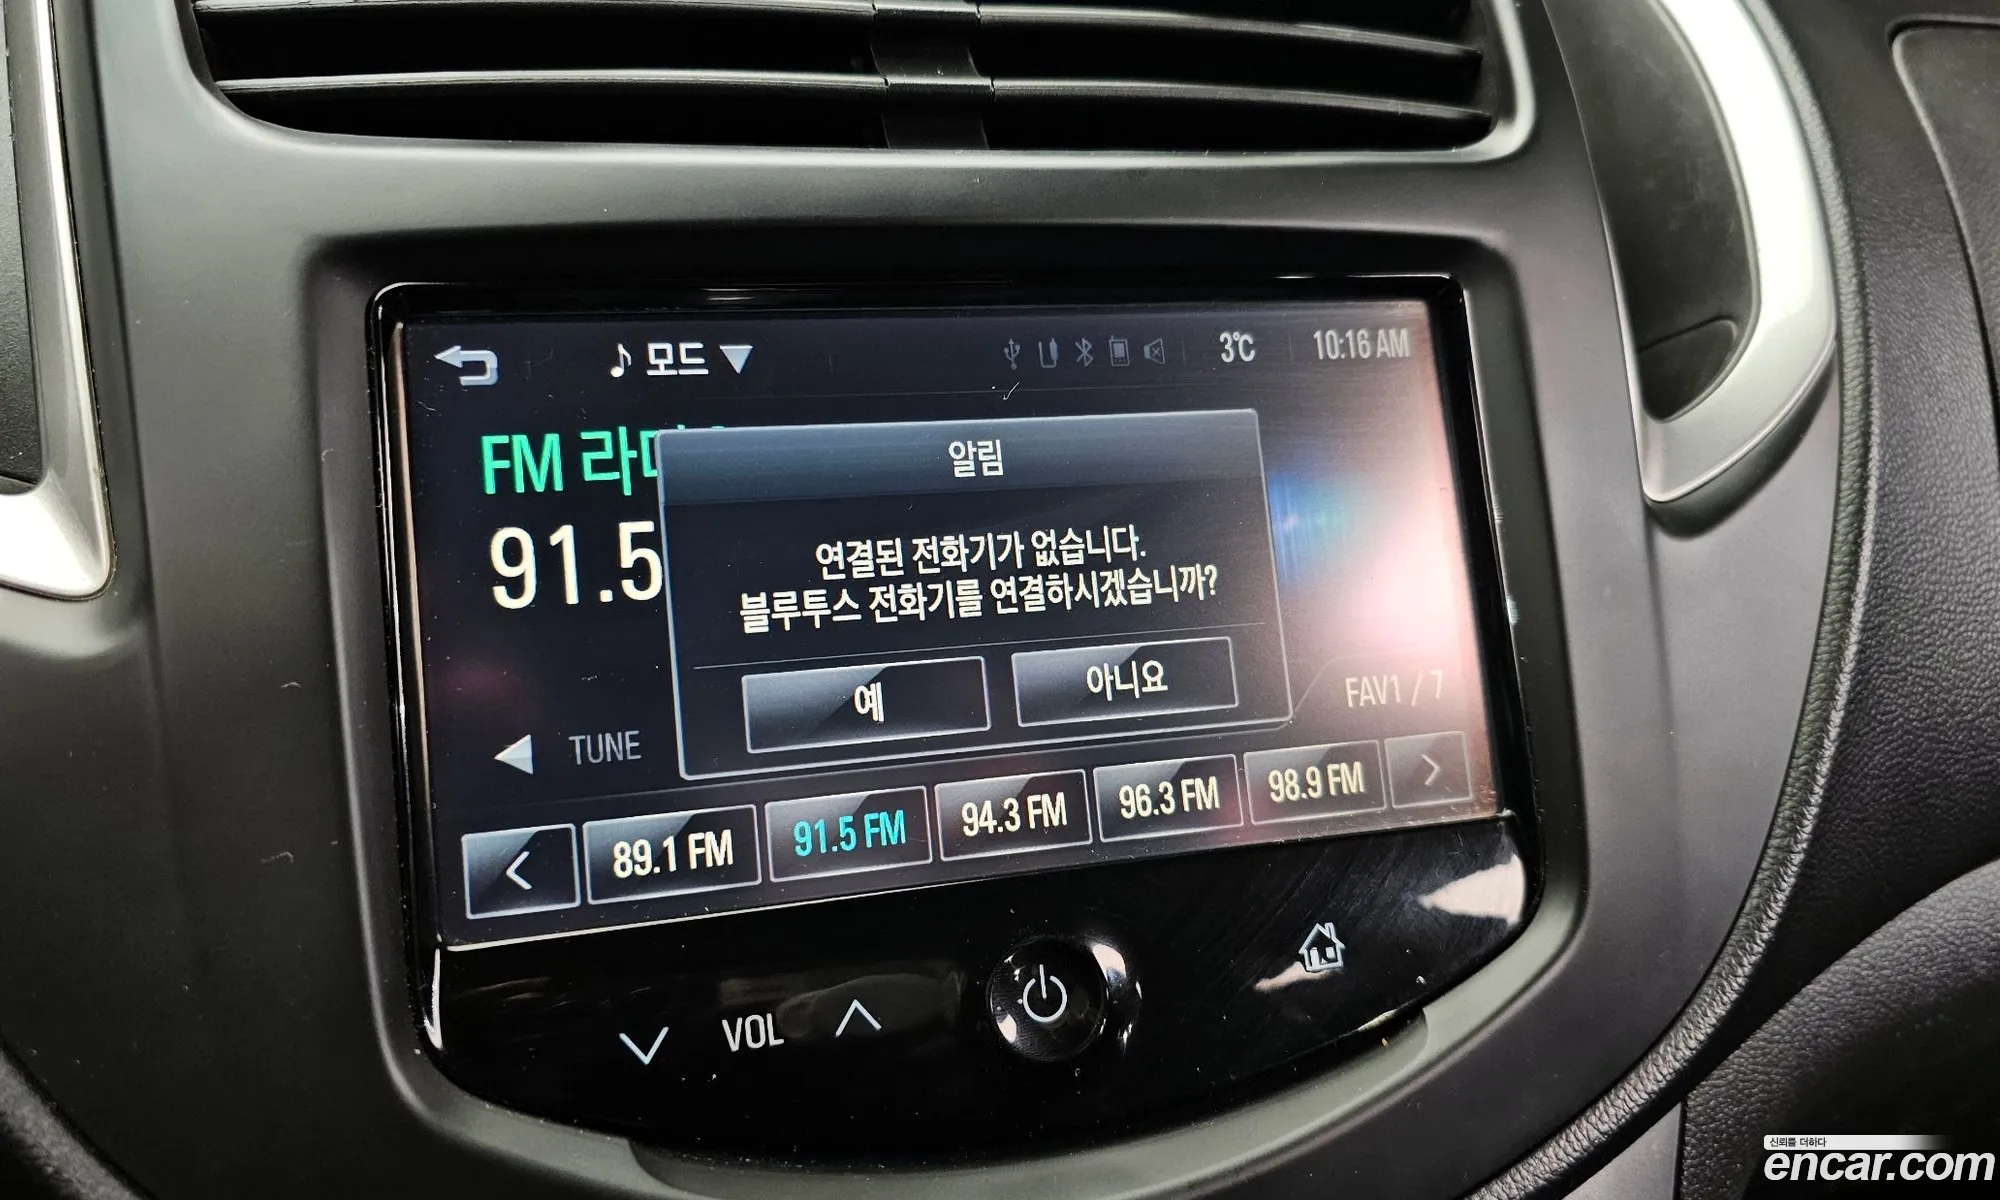 모드
3℃
10:16 AM
FM
91.5
알림
연결된 전화기가 없습니다.
블루투스 전화기를 연결하시겠습니까?
예
아니요
TUNE
FAV1 / 7
89.1 FM
91.5 FM
94.3 FM
96.3 FM
98.9 FM
VOL
신뢰를 더하다
encar.com